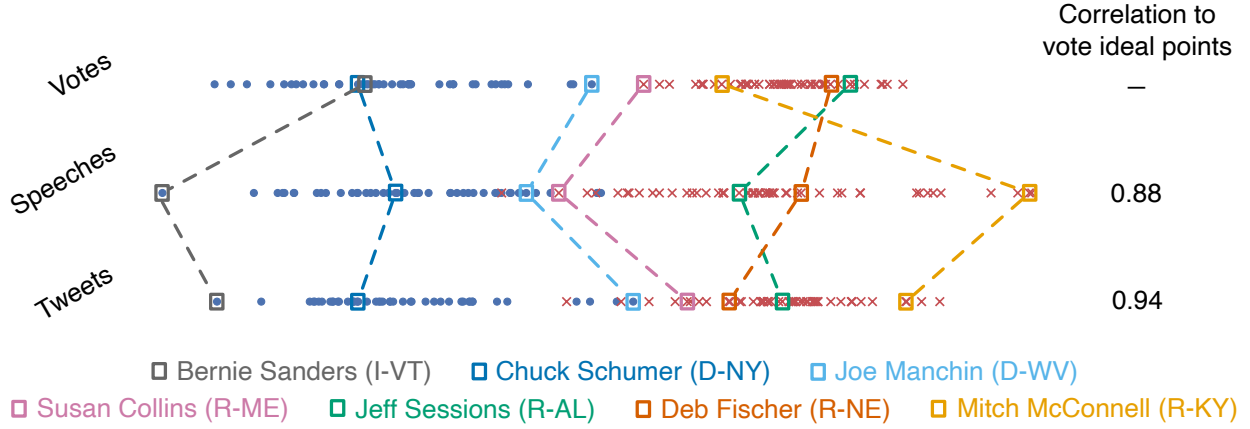 Correlation to
vote ideal points
Votes
–
Speeches
0.88
Tweets
0.94
Bernie Sanders (I-VT) Chuck Schumer (D-NY) Joe Manchin (D-WV)
Susan Collins (R-ME) Jeff Sessions (R-AL) Deb Fischer (R-NE) Mitch McConnell (R-KY)